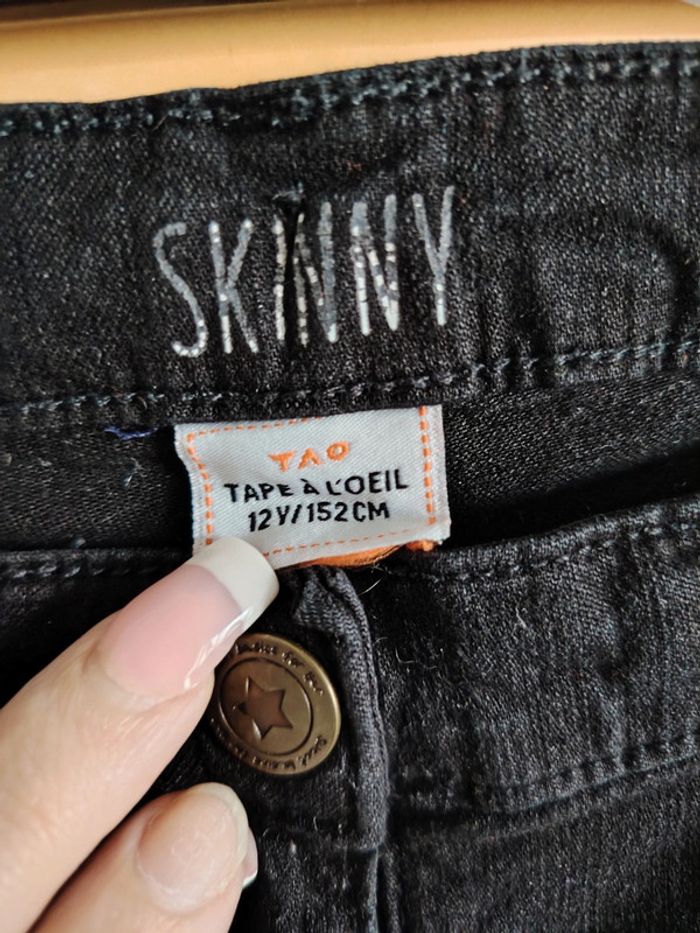 SKINNY
TAO
TAPE À L'OEIL
12Y/152CM